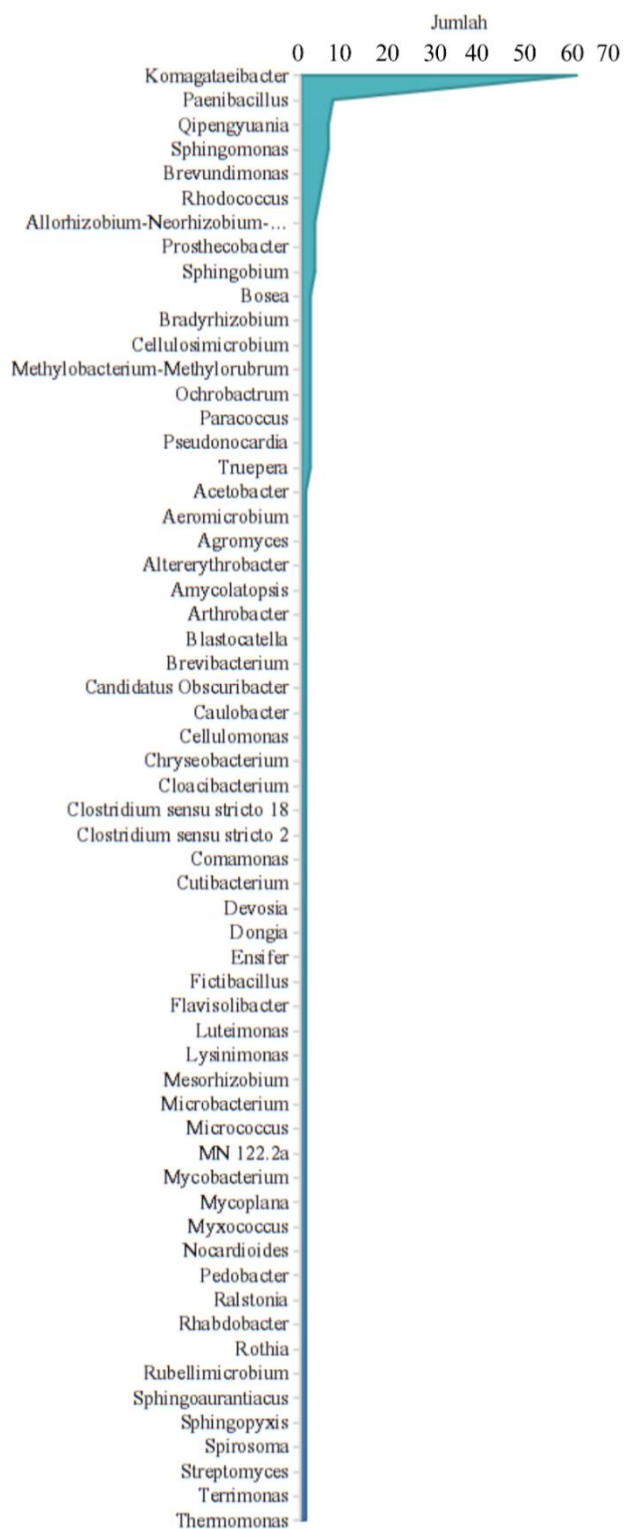 Jumlah
0 10 20 30 40 50 60 70
Komagataeibacter
Paenibacillus
Qipengyuania
Sphingomonas
Brevundimonas
Rhodococcus
Allorhizobium-Neorhizobium-...
Prosthecobacter
Sphingobium
Bosea
Bradyrhizobium
Cellulosimicrobium
Methylobacterium-Methylorubrum
Ochrobactrum
Paracoccus
Pseudonocardia
Truepera
Acetobacter
Aeromicrobium
Agromyces
Altererythrobacter
Amycolatopsis
Arthrobacter
Blastocatella
Brevibacterium
Candidatus Obscuribacter
Caulobacter
Cellulomonas
Chryseobacterium
Cloacibacterium
Clostridium sensu stricto 18
Clostridium sensu stricto 2
Comamonas
Cutibacterium
Devosia
Dongia
Ensifer
Fictibacillus
Flavisolibacter
Luteimonas
Lysinimonas
Mesorhizobium
Microbacterium
Micrococcus
MN 122.2a
Mycobacterium
Mycoplana
Myxococcus
Nocardioides
Pedobacter
Ralstonia
Rhabdobacter
Rothia
Rubellimicrobium
Sphingoaurantiacus
Sphingopyxis
Spirosoma
Streptomyces
Terrimonas
Thermomonas